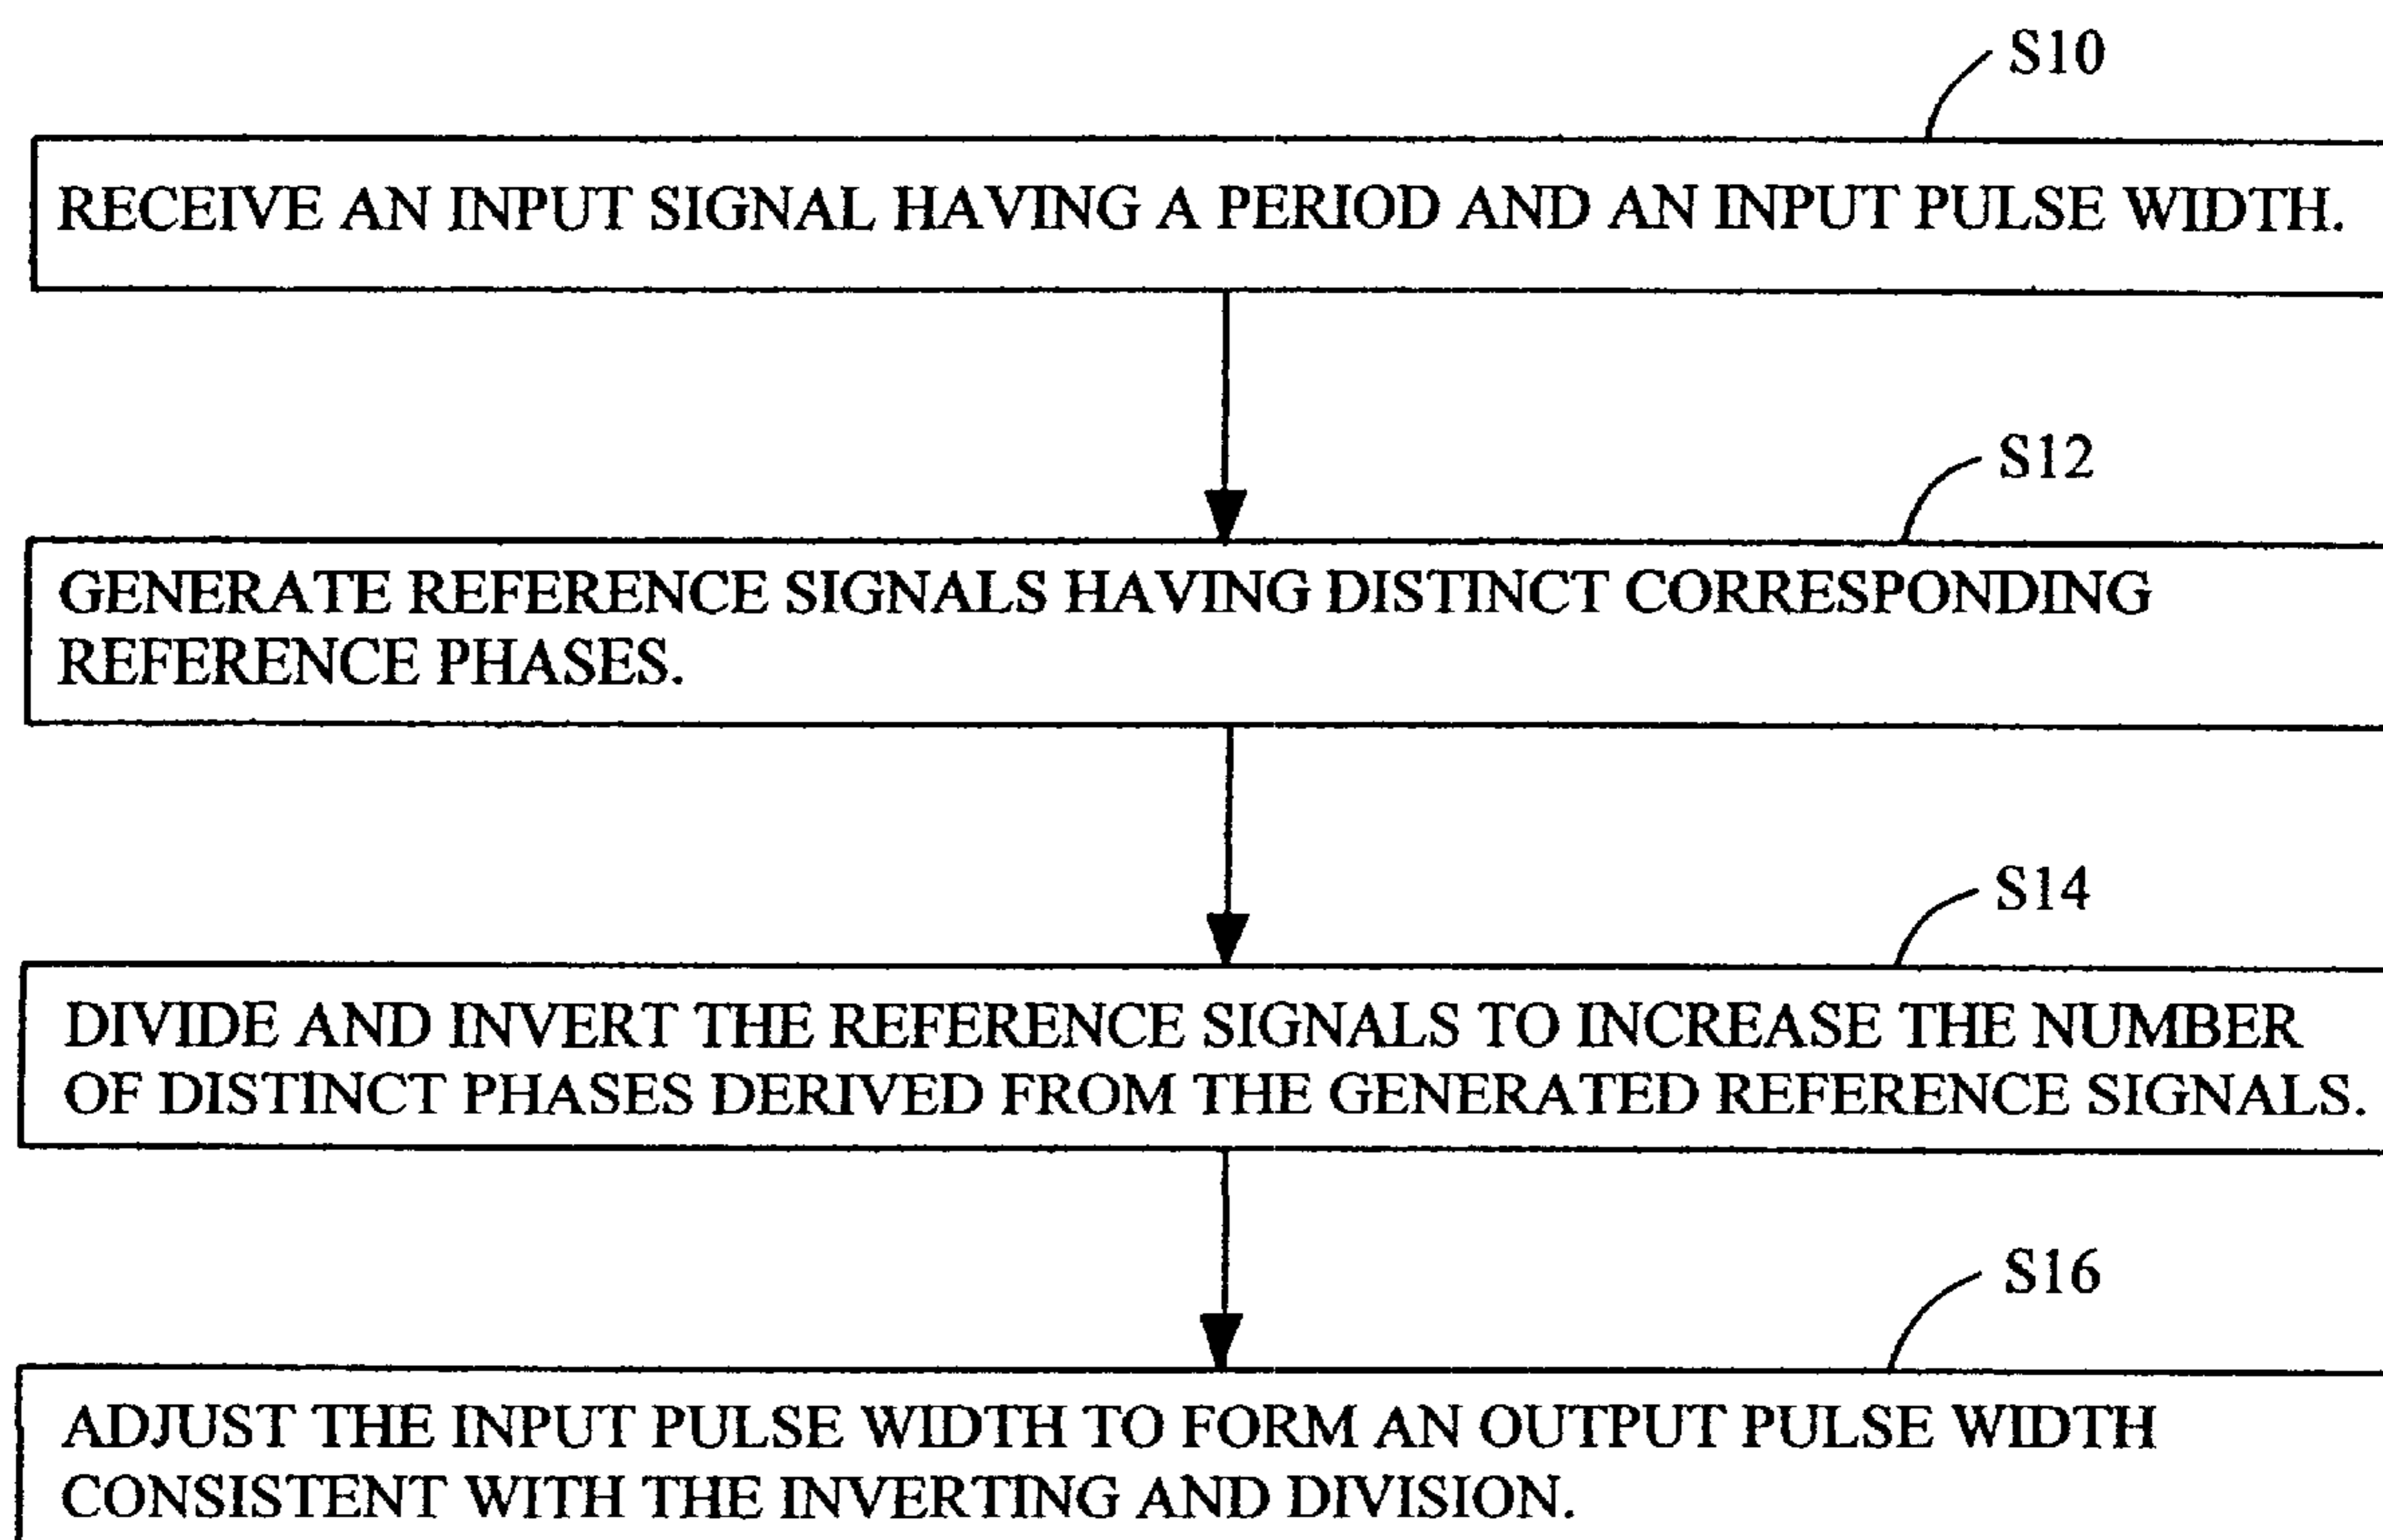 S10
RECEIVE AN INPUT SIGNAL HAVING A PERIOD AND AN INPUT PULSE WIDTH.
S12
GENERATE REFERENCE SIGNALS HAVING DISTINCT CORRESPONDING
REFERENCE PHASES.
S14
DIVIDE AND INVERT THE REFERENCE SIGNALS TO INCREASE THE NUMBER
OF DISTINCT PHASES DERIVED FROM THE GENERATED REFERENCE SIGNALS.
S16
ADJUST THE INPUT PULSE WIDTH TO FORM AN OUTPUT PULSE WIDTH
CONSISTENT WITH THE INVERTING AND DIVISION.